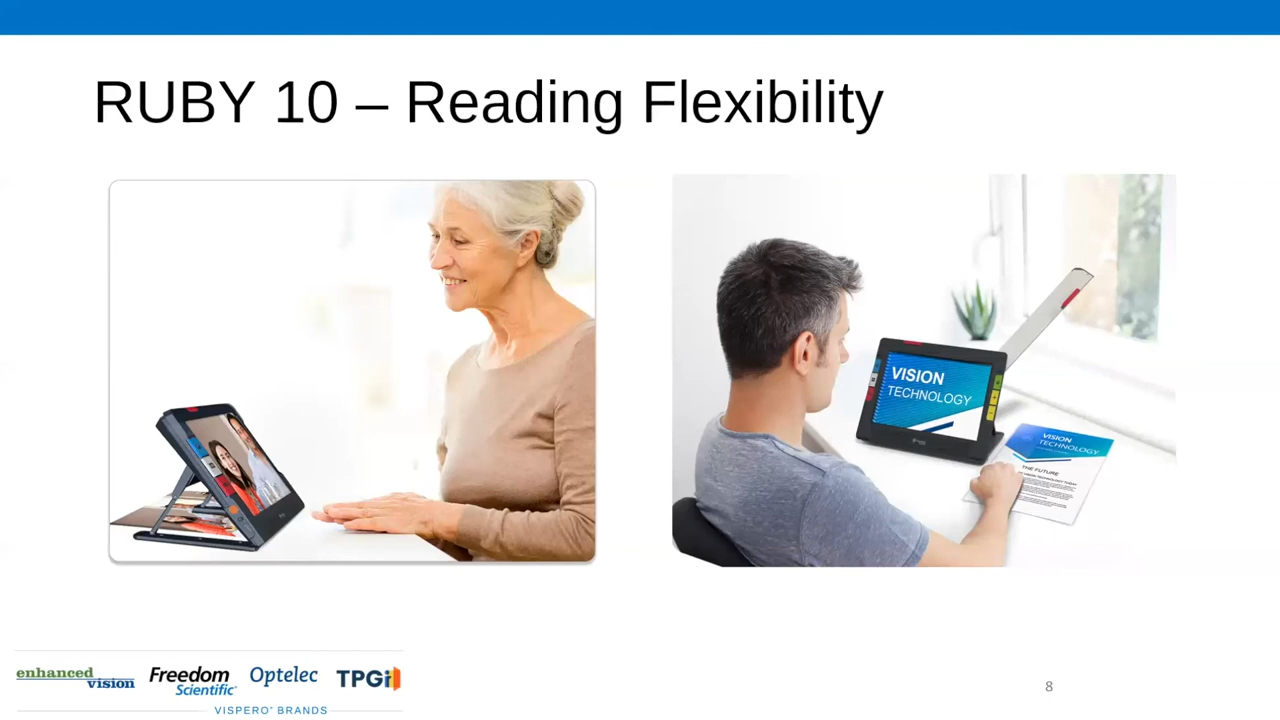 RUBY 10 – Reading Flexibility
VISION
TECHNOLOGY
VISION
TECHNOLOGY
THE FUTURE
enhanced
vision
Freedom
Scientific
Optelec
TPGi
VISPERO® BRANDS
8